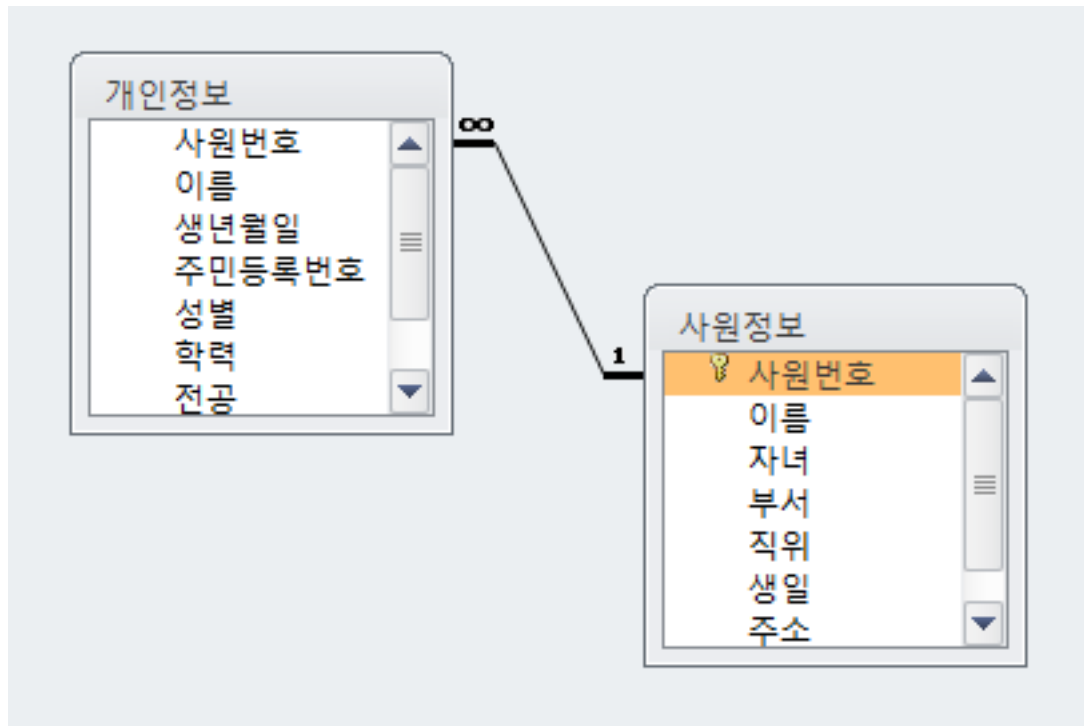 개인정보
사원번호
이름
생년월일
주민등록번호
성별
학력
전공
∞
1
사원정보
사원번호
이름
자녀
부서
직위
생일
주소